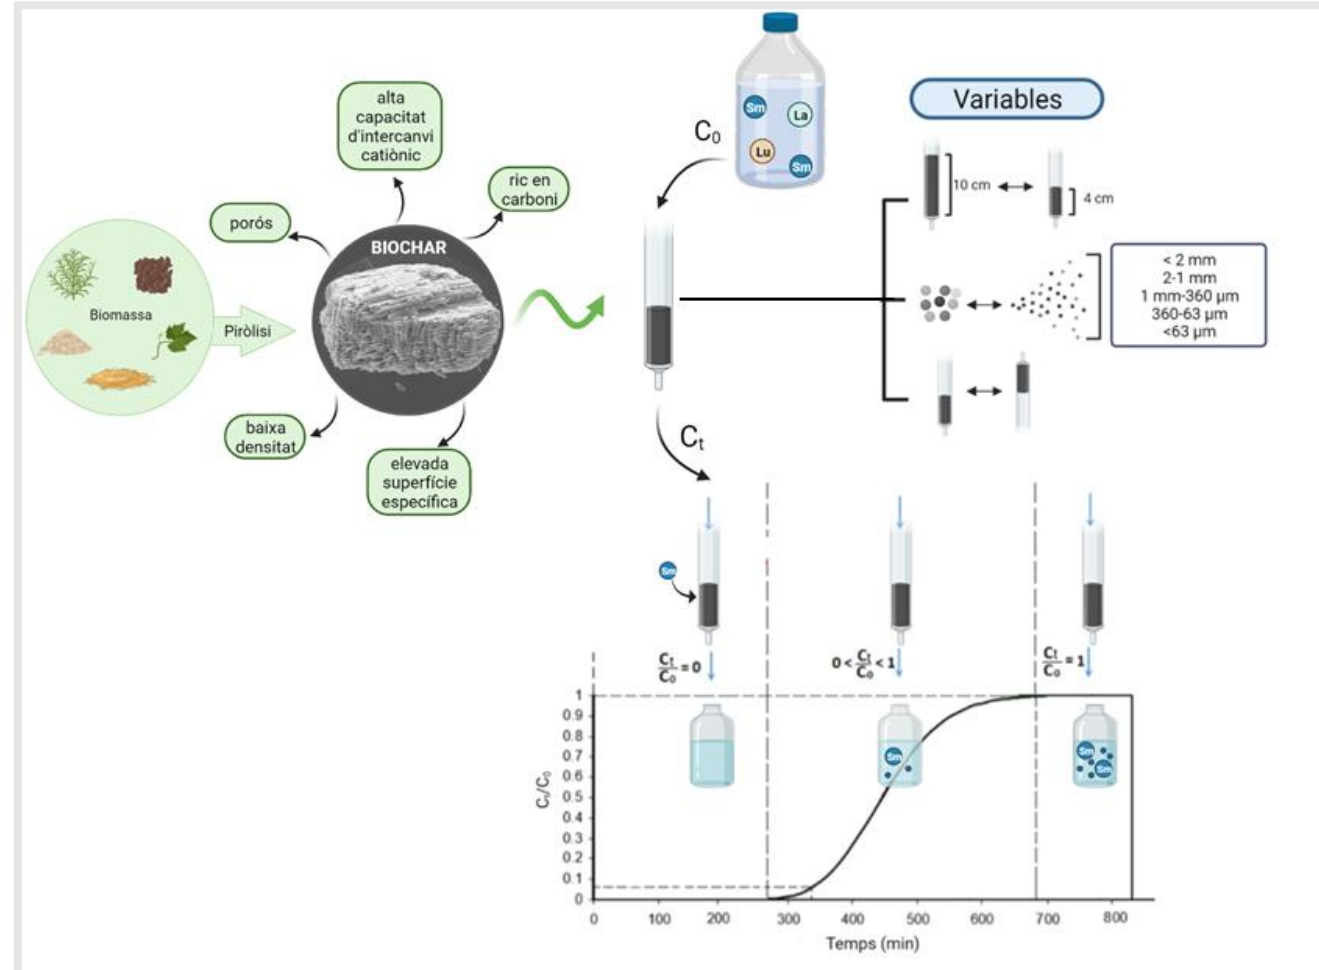 alta
capacitat
d'intercanvi
catiònic
ric en
carboni
porós
BIOCHAR
Biomassa
Piròlisi
baixa
densitat
elevada
superfície
específica
C₀
Sm
La
Lu
Sm
Cₜ
Variables
10 cm
4 cm
< 2 mm
2-1 mm
1 mm-360 µm
360-63 µm
<63 µm
Sm
Cₜ/C₀ = 0
0 < Cₜ/C₀ < 1
Cₜ/C₀ = 1
Cₜ/C₀
1
0.9
0.8
0.7
0.6
0.5
0.4
0.3
0.2
0.1
0
Sm
Sm
Sm
0 100 200 300 400 500 600 700 800
Temps (min)